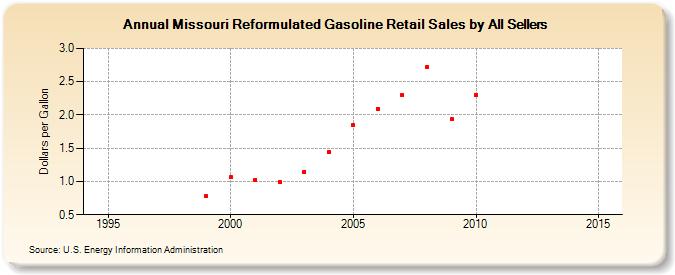 Annual Missouri Reformulated Gasoline Retail Sales by All Sellers
Dollars per Gallon
3.0
2.5
2.0
1.5
1.0
0.5
1995 2000 2005 2010 2015
Source: U.S. Energy Information Administration